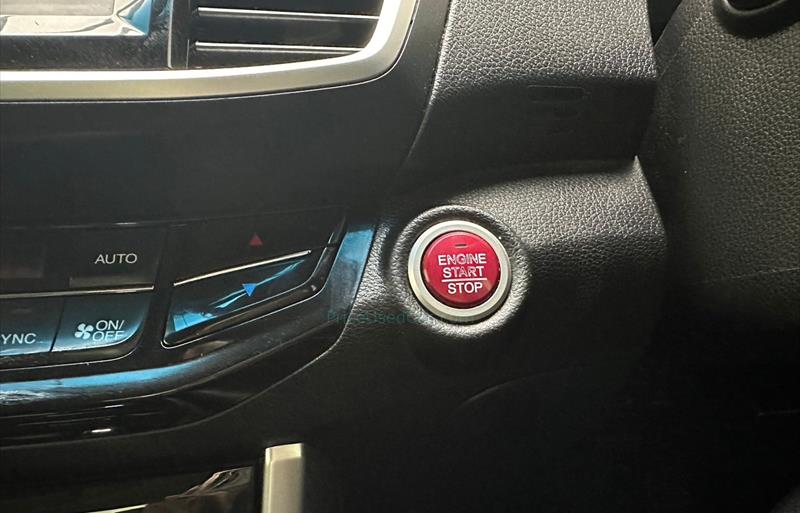 AUTO
ENGINE
START
STOP
YNC
ON/
OFF